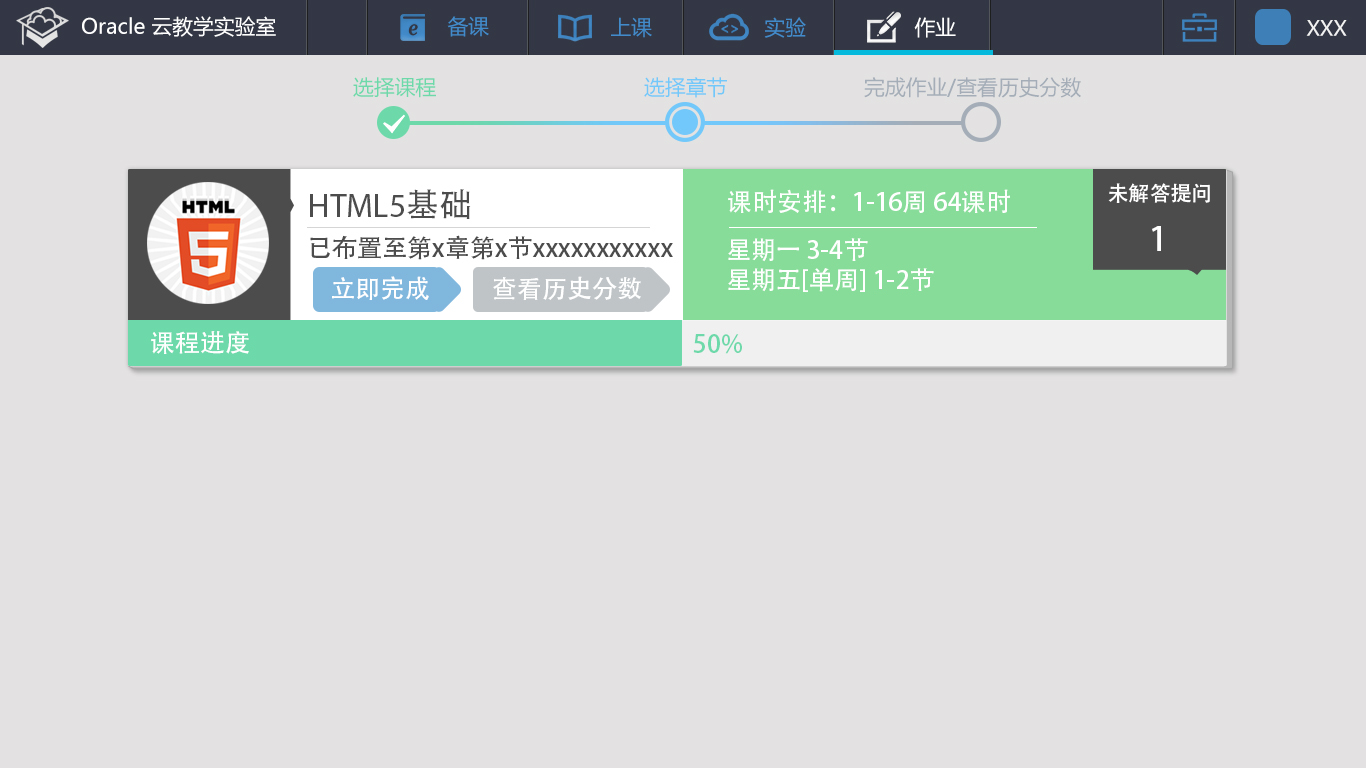 Oracle 云教学实验室
备课
上课
实验
作业
XXX
选择课程
选择章节
完成作业/查看历史分数
HTML
HTML5基础
已布置至第x章第x节xxxxxxxxxxx
立即完成
查看历史分数
课时安排：1-16周 64课时
星期一 3-4节
星期五[单周] 1-2节
未解答提问
1
课程进度
50%